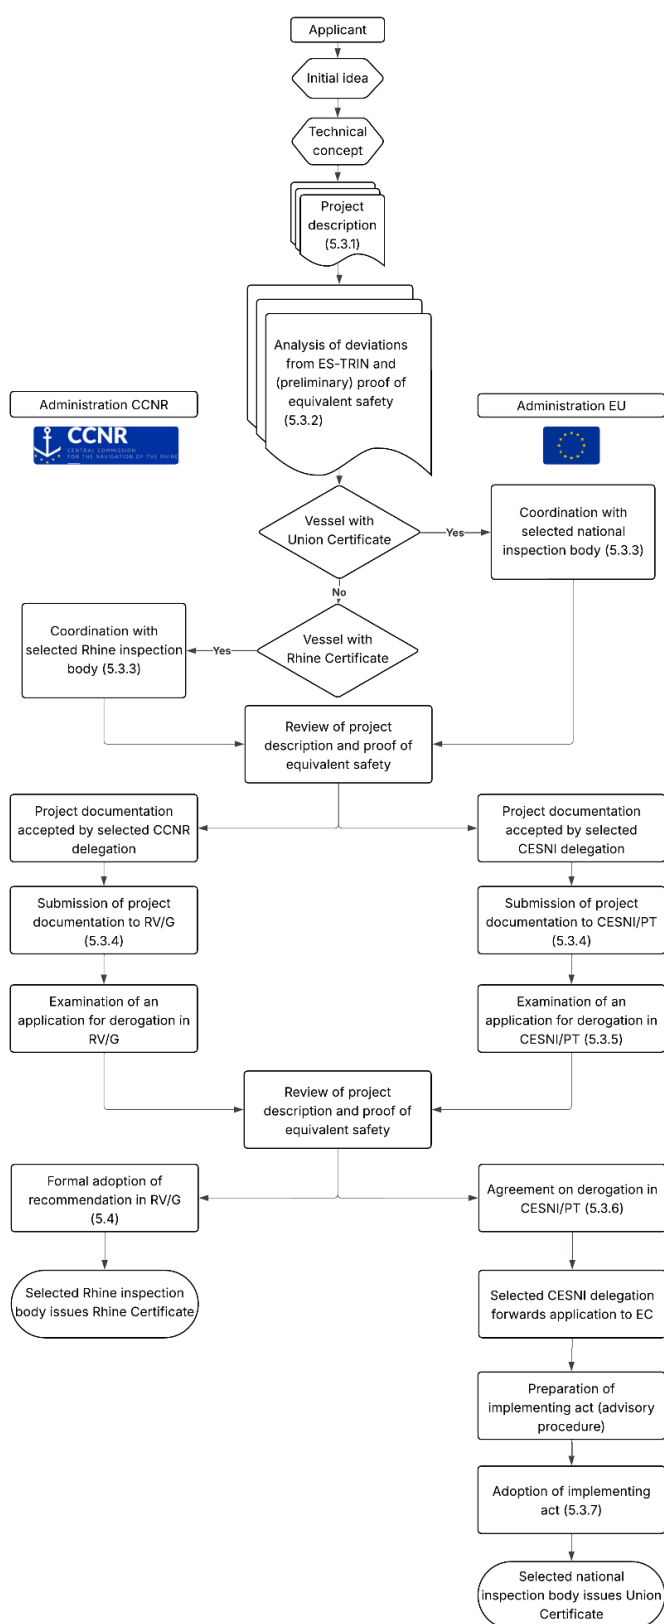 Applicant
Initial idea
Technical
concept
Project
description
(5.3.1)
Analysis of deviations
from ES-TRIN and
(preliminary) proof of
equivalent safety
(5.3.2)
Administration CCNR
CCNR
CENTRAL COMMISSION
FOR THE NAVIGATION OF THE RHINE
Administration EU
Vessel with
Union Certificate
Yes
Coordination with
selected national
inspection body (5.3.3)
No
Vessel with
Rhine Certificate
Yes
Coordination with
selected Rhine inspection
body (5.3.3)
Review of project
description and proof of
equivalent safety
Project documentation
accepted by selected CCNR
delegation
Project documentation
accepted by selected
CESNI delegation
Submission of project
documentation to RV/G
(5.3.4)
Submission of project
documentation to CESNI/PT
(5.3.4)
Examination of an
application for derogation in
RV/G
Examination of an
application for derogation in
CESNI/PT (5.3.5)
Review of project
description and proof of
equivalent safety
Formal adoption of
recommendation in RV/G
(5.4)
Agreement on derogation in
CESNI/PT (5.3.6)
Selected Rhine inspection
body issues Rhine Certificate
Selected CESNI delegation
forwards application to EC
Preparation of
implementing act (advisory
procedure)
Adoption of implementing
act (5.3.7)
Selected national
inspection body issues Union
Certificate